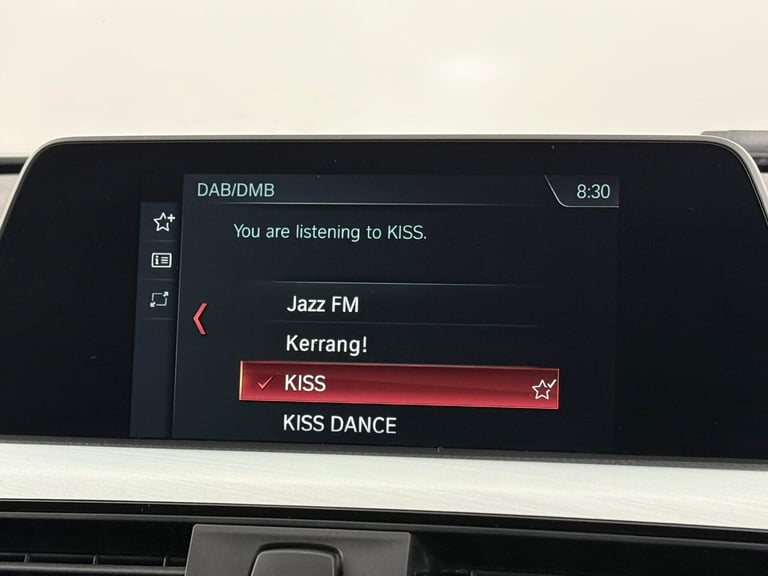 DAB/DMB
8:30
You are listening to KISS.
Jazz FM
Kerrang!
KISS
KISS DANCE